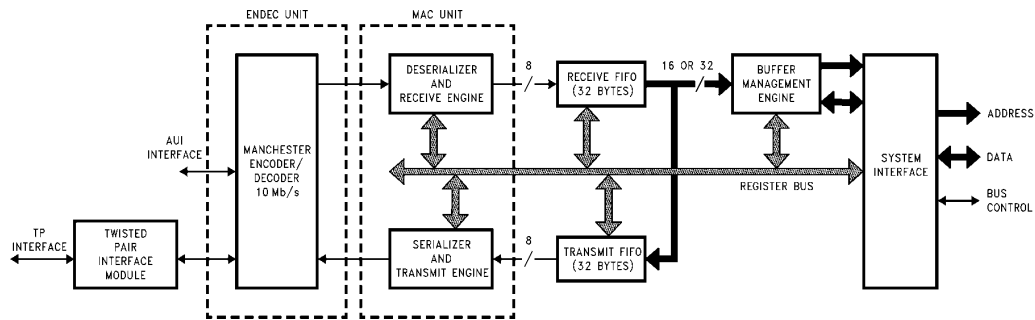 ENDEC UNIT
MAC UNIT
DESERIALIZER
AND
RECEIVE ENGINE
8
RECEIVE FIFO
(32 BYTES)
16 OR 32
BUFFER
MANAGEMENT
ENGINE
AUI
INTERFACE
MANCHESTER
ENCODER/
DECODER
10 Mb/s
REGISTER BUS
SYSTEM
INTERFACE
ADDRESS
DATA
BUS
CONTROL
TP
INTERFACE
TWISTED
PAIR
INTERFACE
MODULE
SERIALIZER
AND
TRANSMIT ENGINE
8
TRANSMIT FIFO
(32 BYTES)